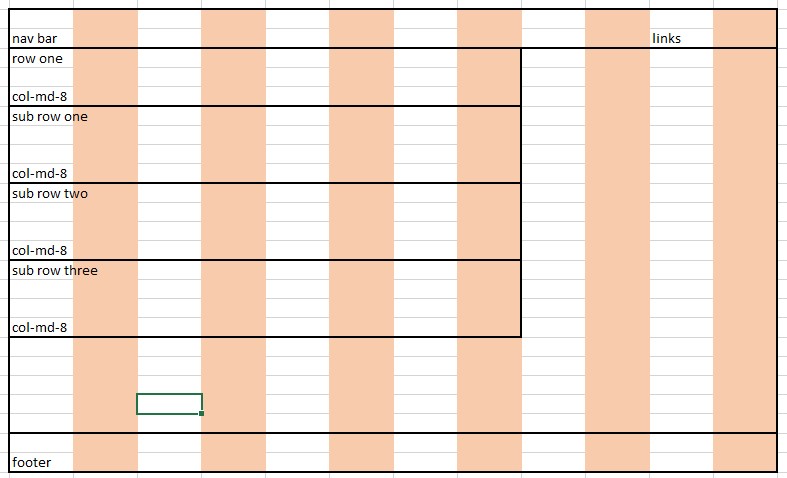 nav bar links
row one
col-md-8
sub row one
col-md-8
sub row two
col-md-8
sub row three
col-md-8
footer